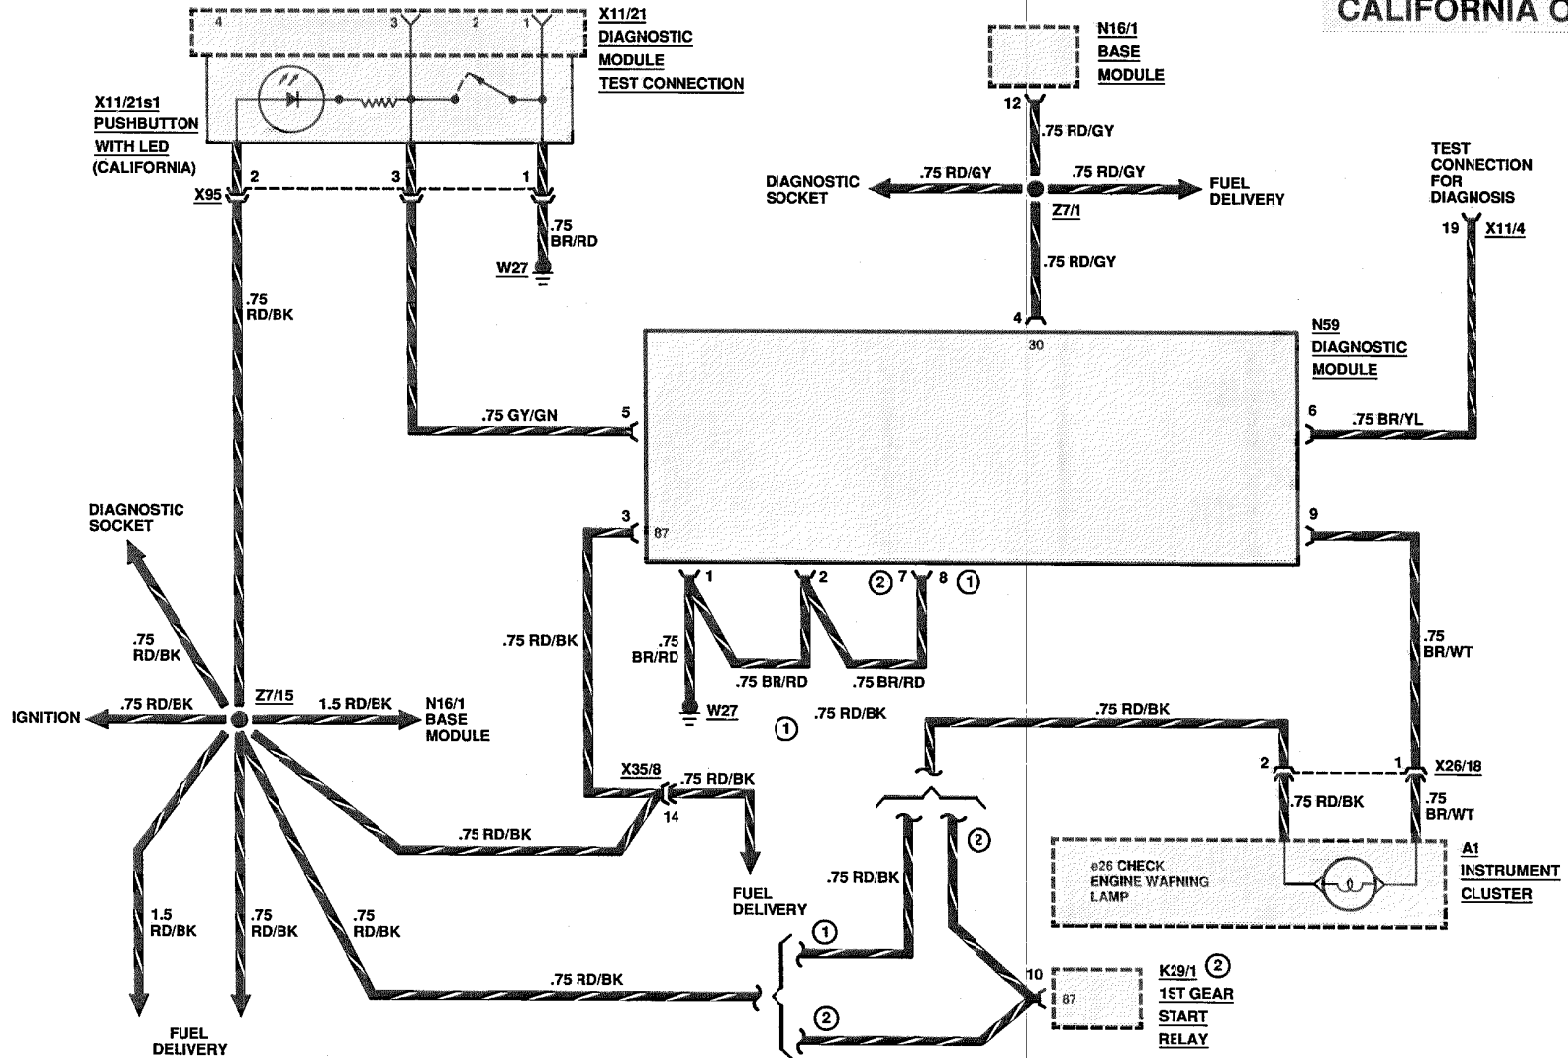 CALIFORNIA O
4
3
2
1
X11/21
DIAGNOSTIC
MODULE
TEST CONNECTION
X11/21s1
PUSHBUTTON
WITH LED
(CALIFORNIA)
X95
2
3
1
.75
BR/RD
W27
.75
RD/BK
N16/1
BASE
MODULE
12
.75 RD/GY
DIAGNOSTIC
SOCKET
.75 RD/GY
.75 RD/GY
FUEL
DELIVERY
Z7/1
.75 RD/GY
4
30
TEST
CONNECTION
FOR
DIAGNOSIS
19
X11/4
N59
DIAGNOSTIC
MODULE
.75 GY/GN
5
6
.75 BR/YL
3
87
9
DIAGNOSTIC
SOCKET
1
2
2
7
8
1
.75
RD/BK
.75 RD/BK
.75
BR/RD
.75 BR/RD
.75 BR/RD
.75
BR/WT
IGNITION
.75 RD/BK
Z7/15
1.5 RD/BK
N16/1
BASE
MODULE
W27
1
.75 RD/BK
.75 RD/BK
X35/8
.75 RD/BK
14
2
1
X26/18
.75 RD/BK
.75
BR/WT
.75 RD/BK
2
FUEL
DELIVERY
.75 RD/BK
e26 CHECK
ENGINE WARNING
LAMP
A1
INSTRUMENT
CLUSTER
1.5
RD/BK
.75
RD/BK
.75
RD/BK
1
.75 RD/BK
2
10
87
K29/1
2
1ST GEAR
START
RELAY
FUEL
DELIVERY